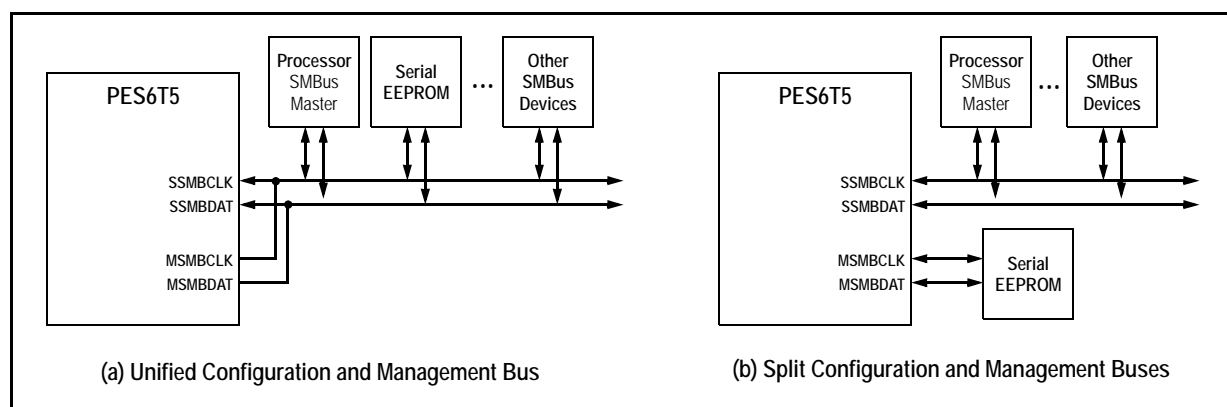 PES6T5
Processor
SMBus
Master
Serial
EEPROM
...
Other
SMBus
Devices
SSMBCLK
SSMBDAT
MSMBCLK
MSMBDAT
(a) Unified Configuration and Management Bus
PES6T5
Processor
SMBus
Master
...
Other
SMBus
Devices
SSMBCLK
SSMBDAT
MSMBCLK
MSMBDAT
Serial
EEPROM
(b) Split Configuration and Management Buses